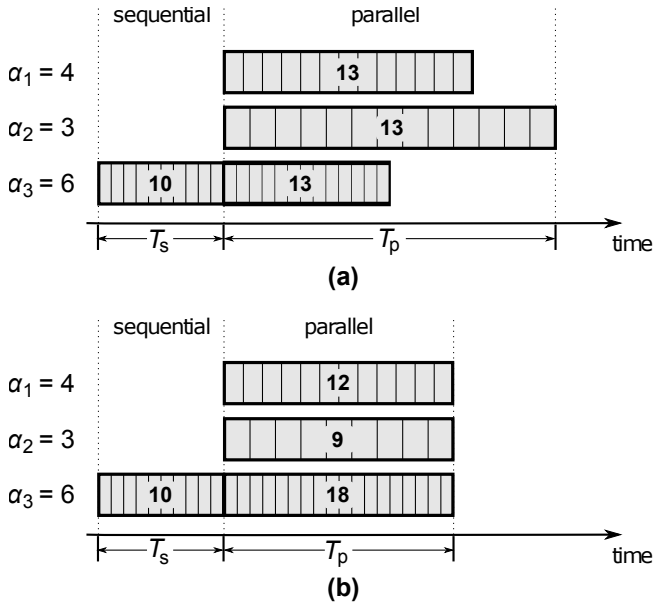 sequential parallel
α1 = 4 13
α2 = 3 13
α3 = 6 10 13
Ts Tp time
(a)
sequential parallel
α1 = 4 12
α2 = 3 9
α3 = 6 10 18
Ts Tp time
(b)